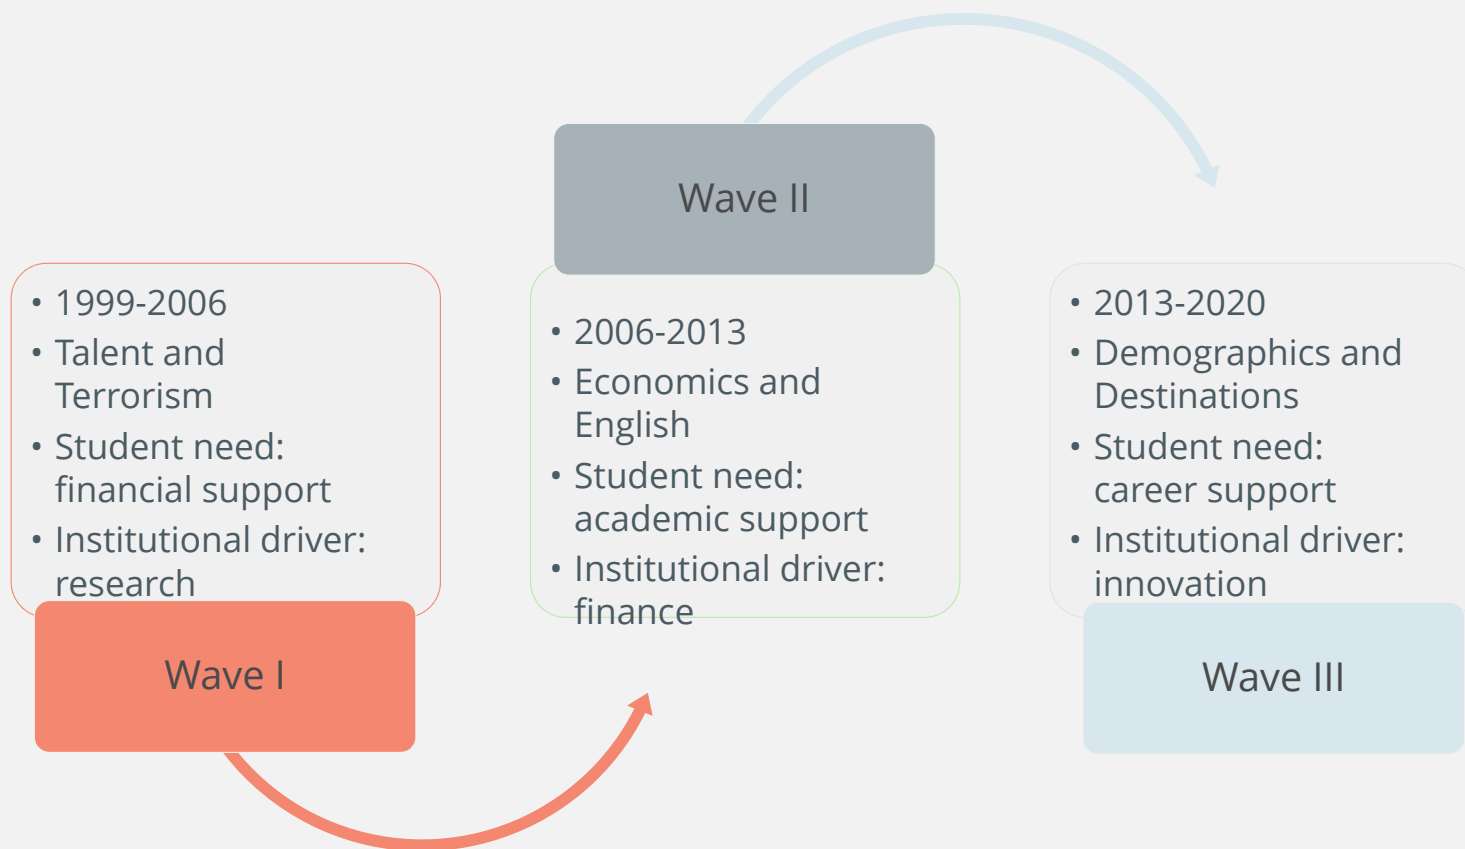 Wave II
• 1999-2006
• Talent and
Terrorism
• Student need:
financial support
• Institutional driver:
research
Wave I
• 2006-2013
• Economics and
English
• Student need:
academic support
• Institutional driver:
finance
• 2013-2020
• Demographics and
Destinations
• Student need:
career support
• Institutional driver:
innovation
Wave III